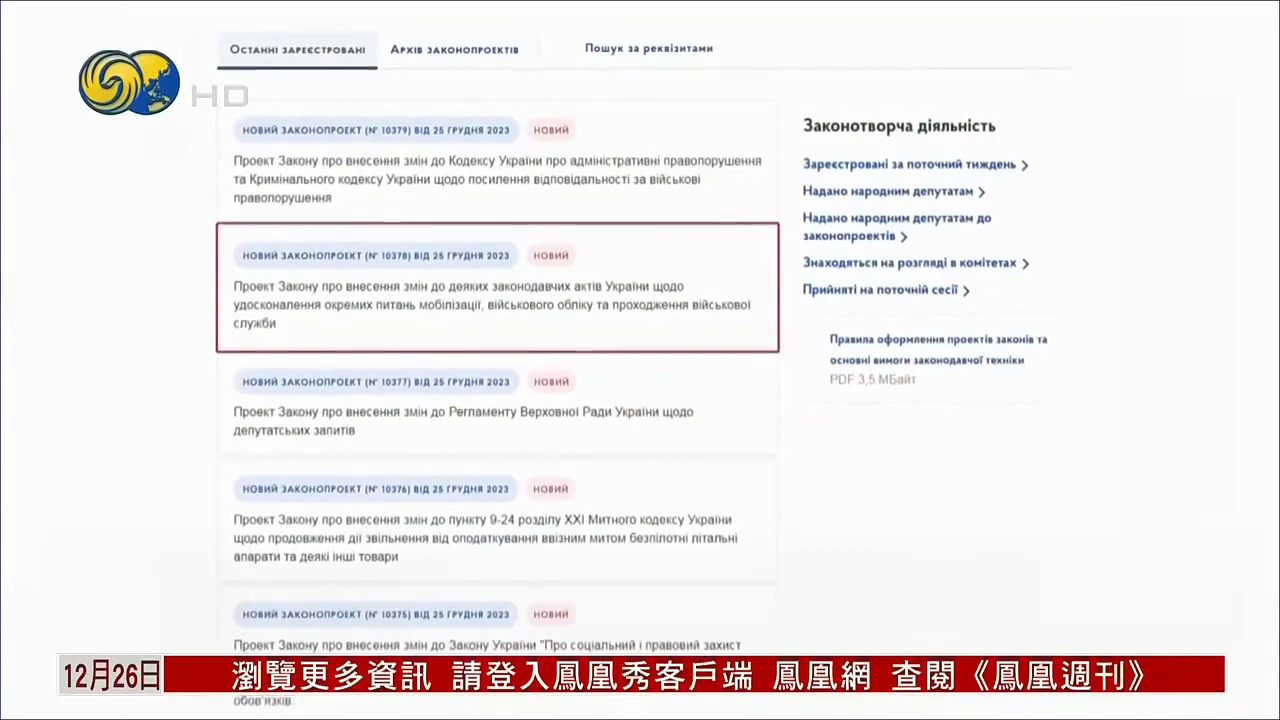 Останні зареєстровані
Архів законопроектів
Пошук за реквізитами
HD
НОВИЙ ЗАКОНОПРОЕКТ (№ 10379) ВІД 25 ГРУДНЯ 2023 НОВИЙ
Проект Закону про внесення змін до Кодексу України про адміністративні правопорушення
та Кримінального кодексу України щодо посилення відповідальності за військові
правопорушення
НОВИЙ ЗАКОНОПРОЕКТ (№ 10378) ВІД 25 ГРУДНЯ 2023 НОВИЙ
Проект Закону про внесення змін до деяких законодавчих актів України щодо
удосконалення окремих питань мобілізації, військового обліку та проходження військової
служби
НОВИЙ ЗАКОНОПРОЕКТ (№ 10377) ВІД 25 ГРУДНЯ 2023 НОВИЙ
Проект Закону про внесення змін до Регламенту Верховної Ради України щодо
депутатських запитів
НОВИЙ ЗАКОНОПРОЕКТ (№ 10376) ВІД 25 ГРУДНЯ 2023 НОВИЙ
Проект Закону про внесення змін до пункту 9-24 розділу XXI Митного кодексу України
щодо продовження дії звільнення від оподаткування ввізним митом безпілотні літальні
апарати та деякі інші товари
НОВИЙ ЗАКОНОПРОЕКТ (№ 10375) ВІД 25 ГРУДНЯ 2023 НОВИЙ
Проект Закону про внесення змін до Закону України "Про соціальний і правовий захист
обов'язків
Законотворча діяльність
Зареєстровані за поточний тиждень
Надано народним депутатам
Надано народним депутатам до
законопроектів
Знаходяться на розгляді в комітетах
Прийняті на поточній сесії
Правила оформлення проектів законів та
основні вимоги законодавчої техніки
PDF 3,5 МБайт
12月26日
瀏覽更多資訊 請登入鳳凰秀客戶端 鳳凰網 查閱《鳳凰週刊》